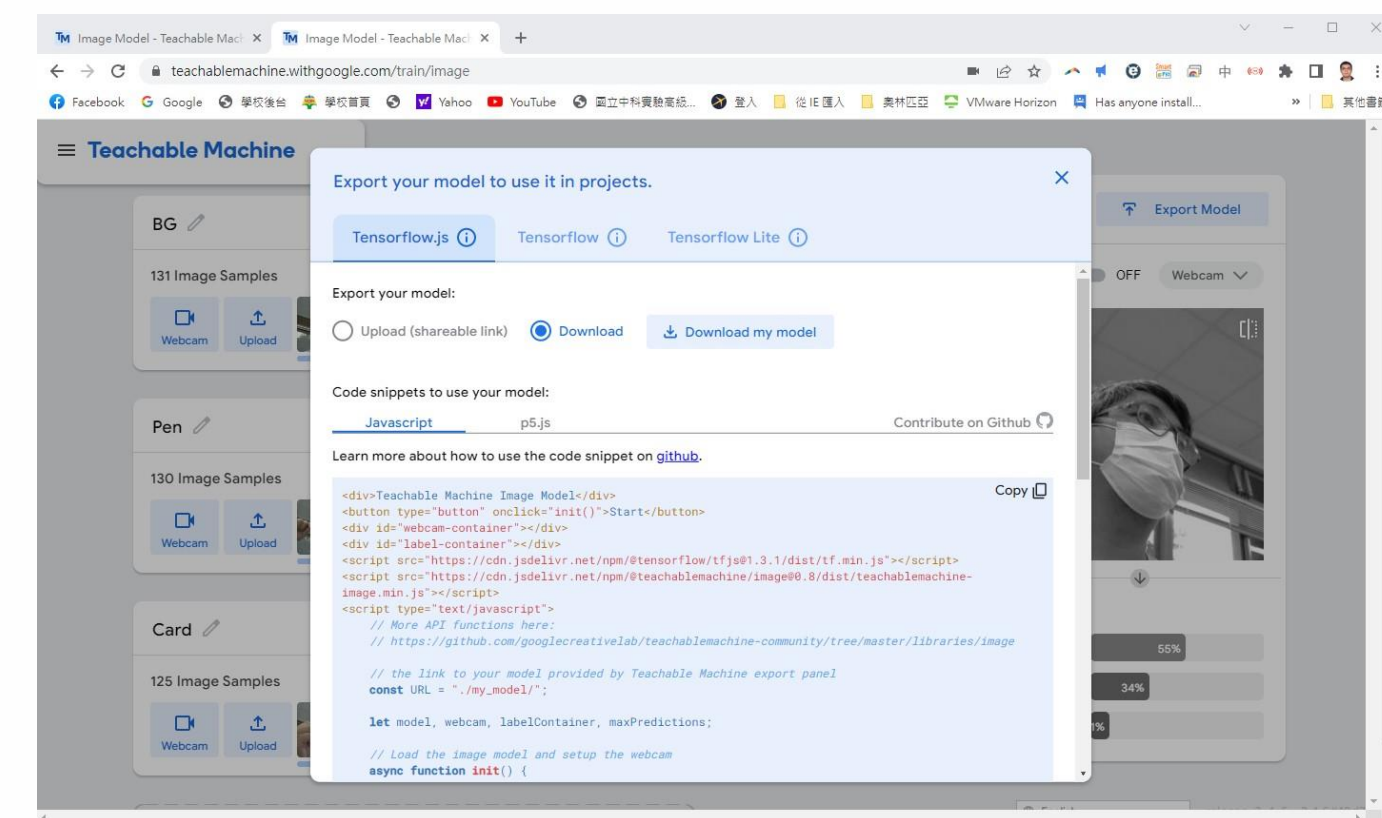 Image Model - Teachable Mac
Image Model - Teachable Mac
teachablemachine.withgoogle.com/train/image
Facebook
Google
學校後台
學校首頁
Yahoo
YouTube
國立中科實驗高級...
登入
從 IE 匯入
奧林匹亞
VMware Horizon
Has anyone install...
»
其他書籤
Teachable Machine
Export your model to use it in projects.
Tensorflow.js
Tensorflow
Tensorflow Lite
Export Model
BG
131 Image Samples
Webcam
Upload
OFF
Webcam
Export your model:
Upload (shareable link)
Download
Download my model
Code snippets to use your model:
Javascript
p5.js
Contribute on Github
Learn more about how to use the code snippet on github.
Pen
130 Image Samples
Webcam
Upload
Copy
<div>Teachable Machine Image Model</div>
<button type="button" onclick="init()">Start</button>
<div id="webcam-container"></div>
<div id="label-container"></div>
<script src="https://cdn.jsdelivr.net/npm/@tensorflow/tfjs@1.3.1/dist/tf.min.js"></script>
<script src="https://cdn.jsdelivr.net/npm/@teachablemachine/image@0.8/dist/teachablemachine-
image.min.js"></script>
<script type="text/javascript">
// More API functions here:
// https://github.com/googlecreativelab/teachablemachine-community/tree/master/libraries/image
// the link to your model provided by Teachable Machine export panel
const URL = "./my_model/";
let model, webcam, labelContainer, maxPredictions;
// Load the image model and setup the webcam
async function init() {
Card
125 Image Samples
Webcam
Upload
55%
34%
1%